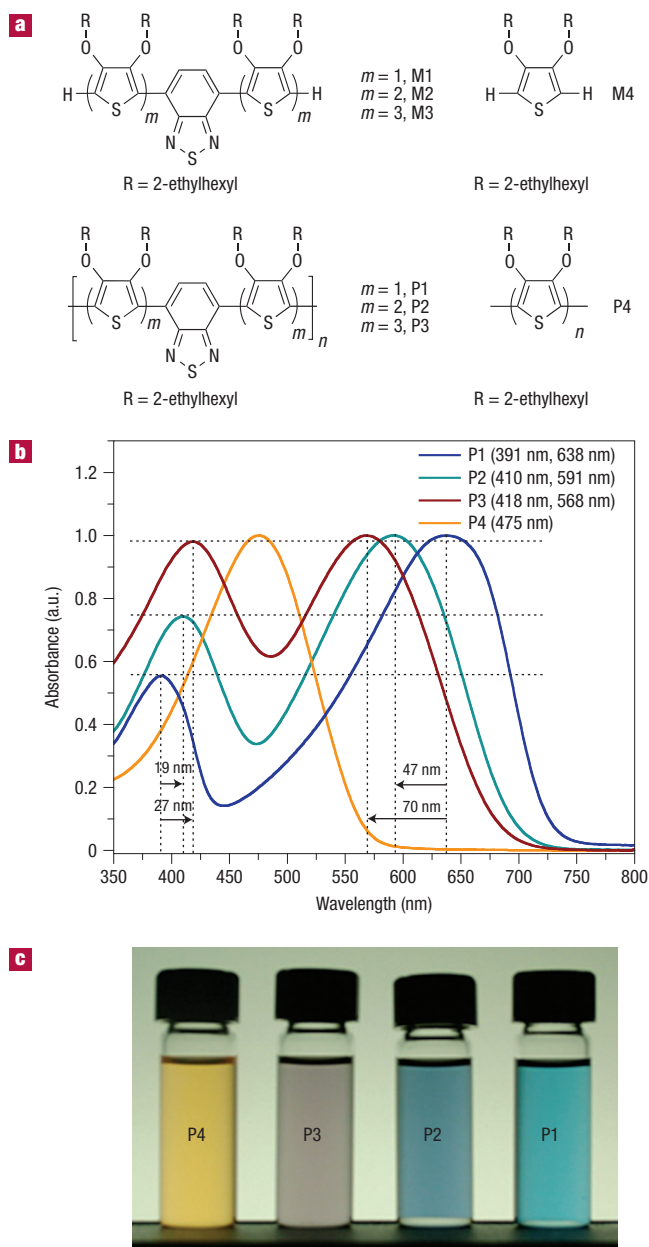 a
R R R R
O O O O
H ( S )m ( S )m H
N N
S
R = 2-ethylhexyl
m = 1, M1
m = 2, M2
m = 3, M3
R R
O O
H S H M4
R = 2-ethylhexyl
R R R R
O O O O
[ ( S )m ( S )m ]n
N N
S
R = 2-ethylhexyl
m = 1, P1
m = 2, P2
m = 3, P3
R R
O O
( S )n P4
R = 2-ethylhexyl
b
P1 (391 nm, 638 nm)
P2 (410 nm, 591 nm)
P3 (418 nm, 568 nm)
P4 (475 nm)
Absorbance (a.u.)
1.2
1.0
0.8
0.6
0.4
0.2
0
19 nm
47 nm
27 nm
70 nm
350 400 450 500 550 600 650 700 750 800
Wavelength (nm)
c
P4 P3 P2 P1